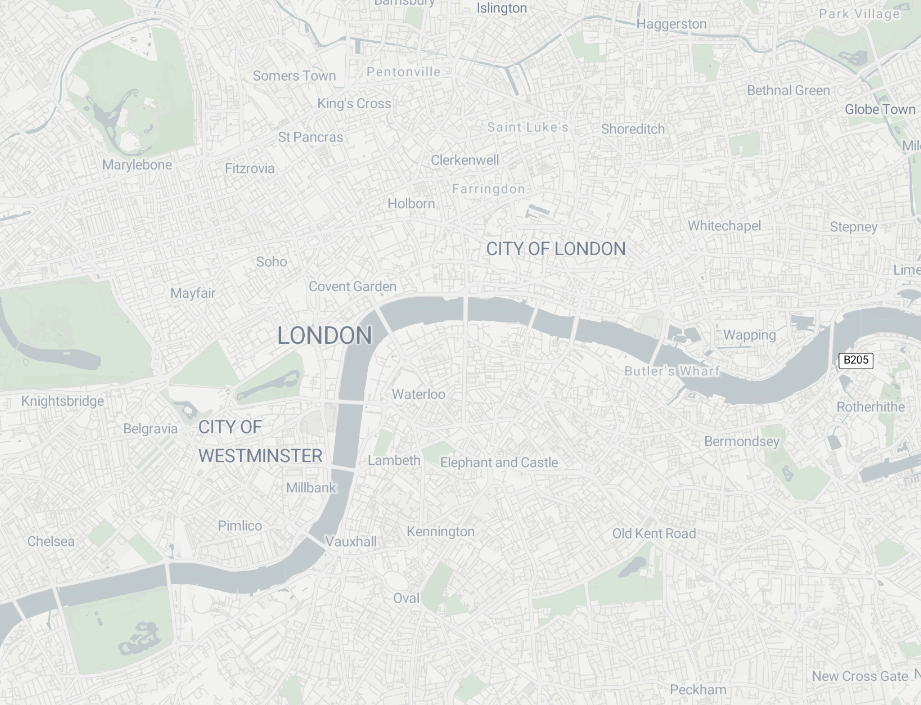 Barnsbury
Islington
Park Village
Haggerston
Somers Town
Pentonville
Bethnal Green
King's Cross
Globe Town
Saint Luke's
Shoreditch
St Pancras
Mile
Marylebone
Clerkenwell
Fitzrovia
Farringdon
Holborn
Whitechapel
Stepney
CITY OF LONDON
Soho
Lime
Covent Garden
Mayfair
LONDON
Wapping
B205
Butler's Wharf
Waterloo
Knightsbridge
Rotherhithe
Belgravia
CITY OF
WESTMINSTER
Bermondsey
Lambeth
Elephant and Castle
Millbank
Pimlico
Kennington
Old Kent Road
Chelsea
Vauxhall
Oval
New Cross Gate
Peckham